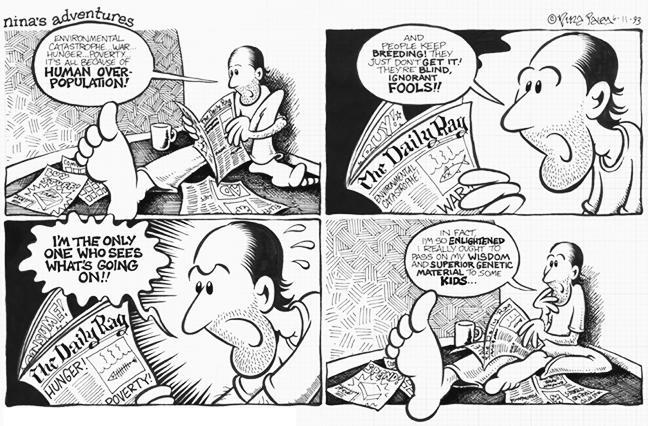 nina's adventures
© Nina Paley 11-93
ENVIRONMENTAL
CATASTROPHE... WAR...
HUNGER... POVERTY.
IT'S ALL BECAUSE OF
HUMAN OVER-
POPULATION!
AND
PEOPLE KEEP
BREEDING! THEY
JUST DON'T GET IT!
THEY'RE BLIND,
IGNORANT
FOOLS!!
The Daily Rag
ENVIRONMENTAL
CATASTROPHE
WAR
I'M THE ONLY
ONE WHO SEES
WHAT'S GOING
ON!!
The Daily Rag
HUNGER!
POVERTY!
IN FACT,
I'M SO ENLIGHTENED
I REALLY OUGHT TO
PASS ON MY WISDOM
AND SUPERIOR GENETIC
MATERIAL TO SOME
KIDS...